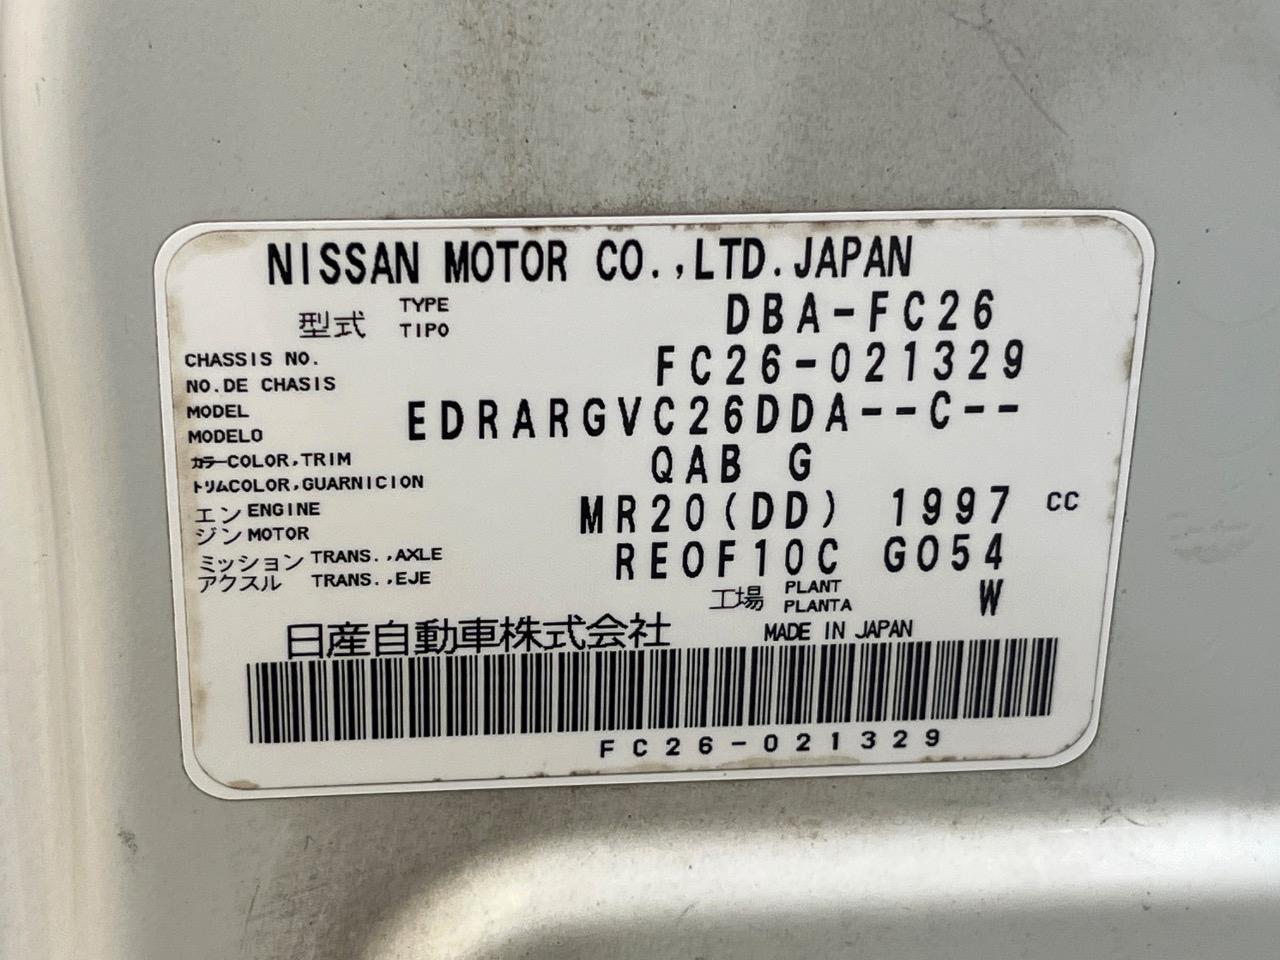 NISSAN MOTOR CO.,LTD.JAPAN
型式 TYPE TIPO DBA-FC26
CHASSIS NO.
NO.DE CHASIS FC26-021329
MODEL
MODELO EDRARGVC26DDA--C--
カラーCOLOR,TRIM
トリムCOLOR,GUARNICION QAB G
エンENGINE
ジンMOTOR MR20(DD) 1997 CC
ミッションTRANS.,AXLE
アクスル TRANS.,EJE RE0F10C G054
工場 PLANT PLANTA W
日産自動車株式会社 MADE IN JAPAN
FC26-021329